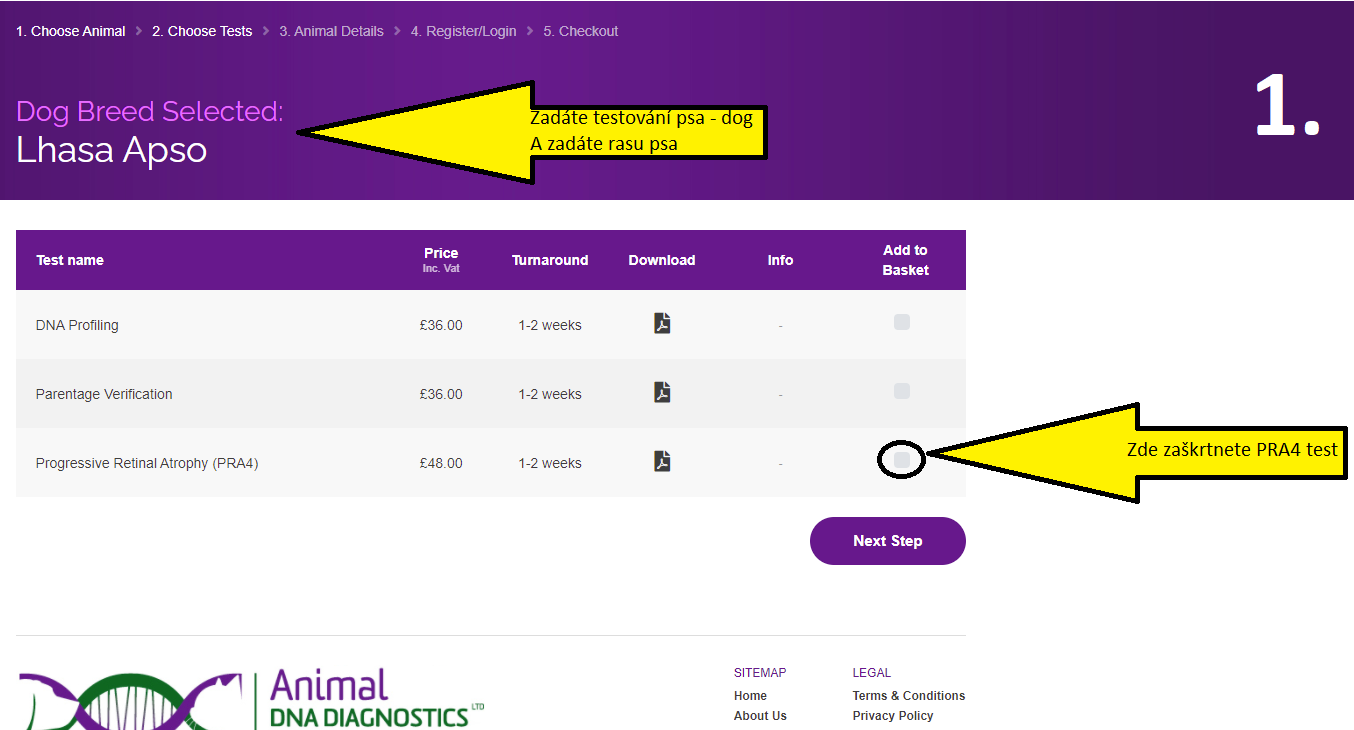 1. Choose Animal > 2. Choose Tests > 3. Animal Details > 4. Register/Login > 5. Checkout
1.
Dog Breed Selected:
Lhasa Apso
Zadáte testování psa - dog
A zadáte rasu psa
Test name Price Inc. Vat Turnaround Download Info Add to Basket
DNA Profiling £36.00 1-2 weeks -
Parentage Verification £36.00 1-2 weeks -
Progressive Retinal Atrophy (PRA4) £48.00 1-2 weeks -
Zde zaškrtnete PRA4 test
Next Step
Animal
DNA DIAGNOSTICS LTD
SITEMAP
Home
About Us
LEGAL
Terms & Conditions
Privacy Policy